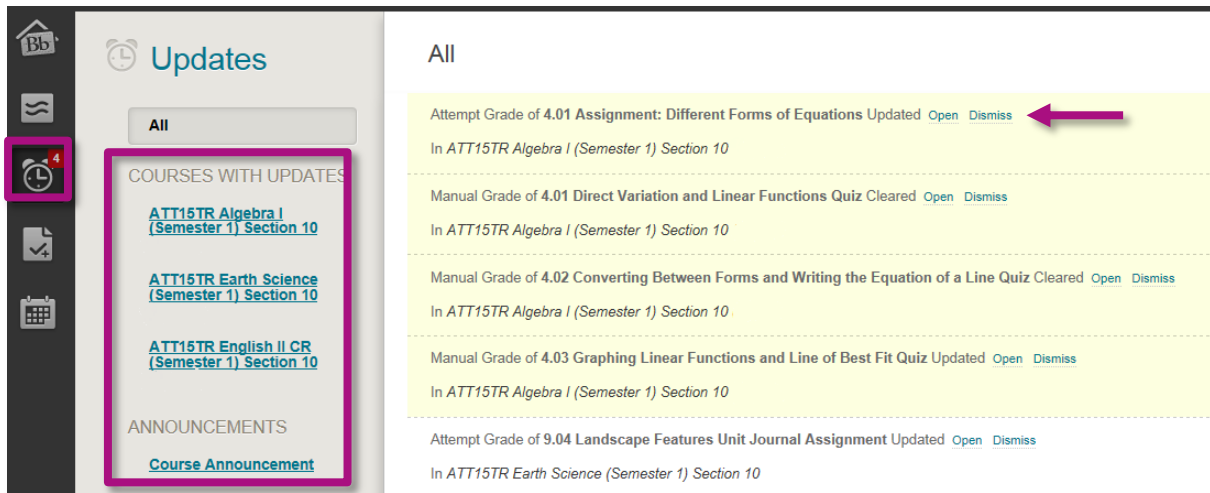 Bb
4
Updates
All
COURSES WITH UPDATES
ATT15TR Algebra I
(Semester 1) Section 10
ATT15TR Earth Science
(Semester 1) Section 10
ATT15TR English II CR
(Semester 1) Section 10
ANNOUNCEMENTS
Course Announcement
All
Attempt Grade of 4.01 Assignment: Different Forms of Equations Updated Open Dismiss
In ATT15TR Algebra I (Semester 1) Section 10
Manual Grade of 4.01 Direct Variation and Linear Functions Quiz Cleared Open Dismiss
In ATT15TR Algebra I (Semester 1) Section 10
Manual Grade of 4.02 Converting Between Forms and Writing the Equation of a Line Quiz Cleared Open Dismiss
In ATT15TR Algebra I (Semester 1) Section 10
Manual Grade of 4.03 Graphing Linear Functions and Line of Best Fit Quiz Updated Open Dismiss
In ATT15TR Algebra I (Semester 1) Section 10
Attempt Grade of 9.04 Landscape Features Unit Journal Assignment Updated Open Dismiss
In ATT15TR Earth Science (Semester 1) Section 10